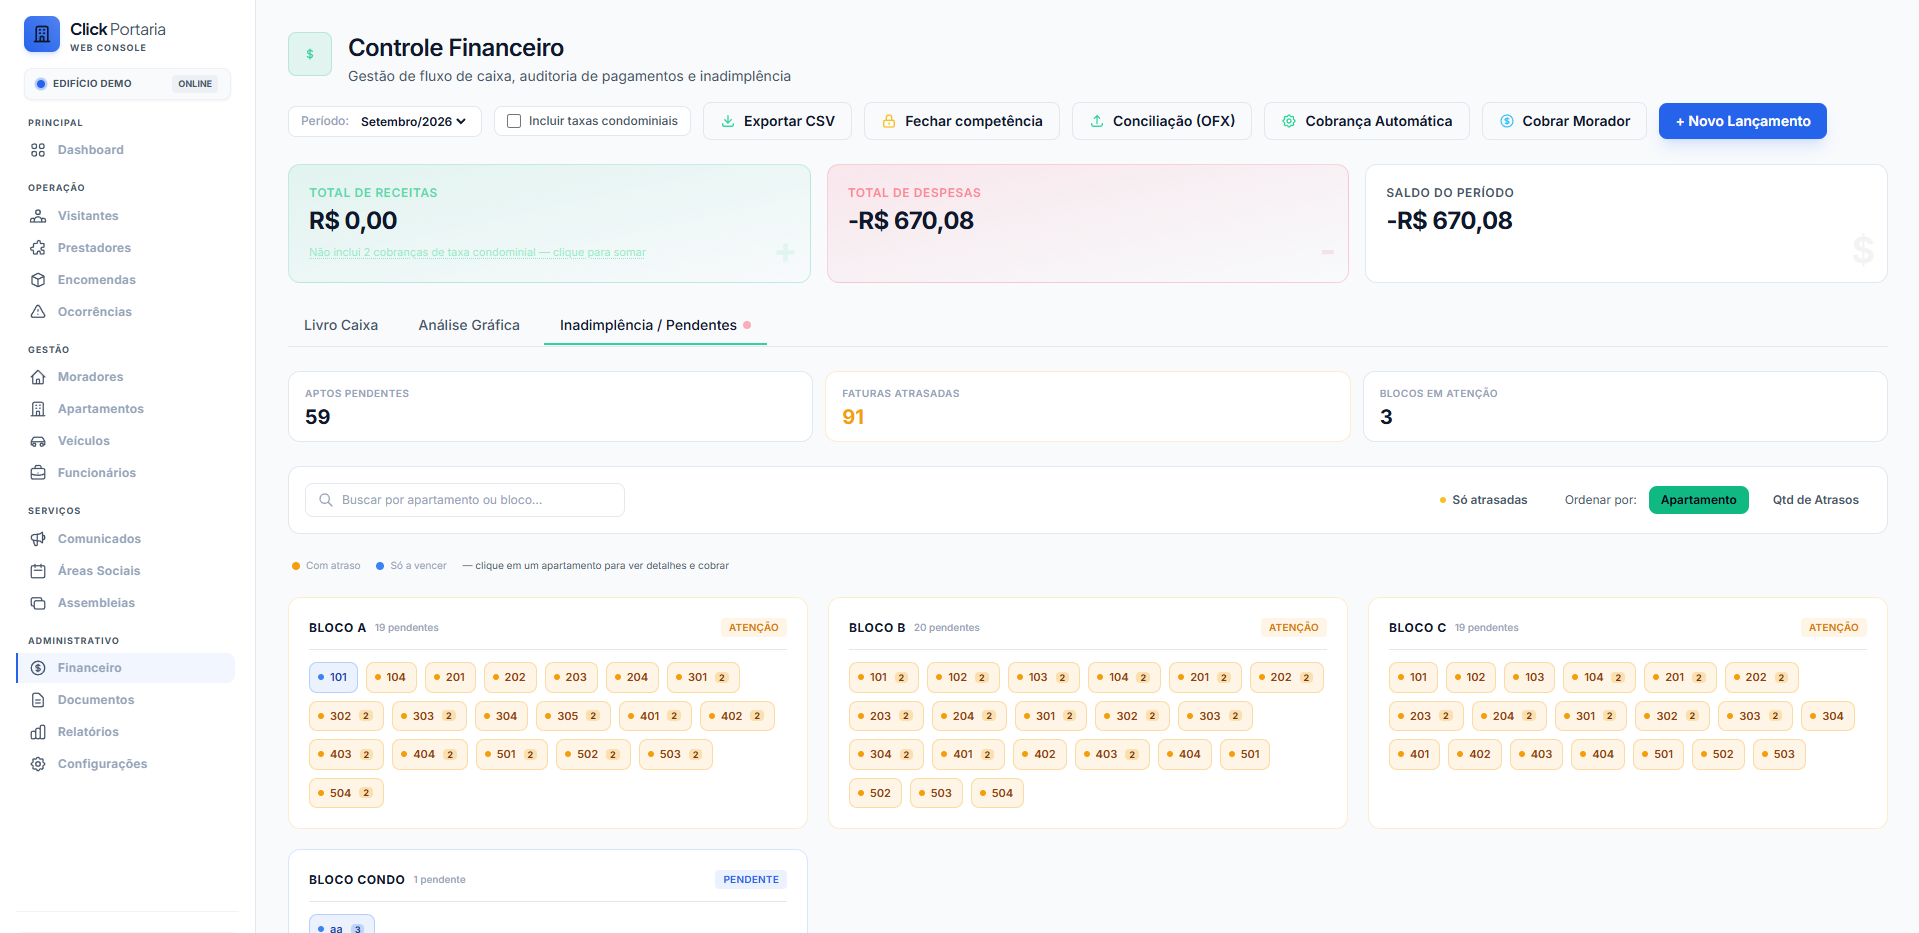 Click Portaria
WEB CONSOLE
EDIFÍCIO DEMO ONLINE
PRINCIPAL
Dashboard
OPERAÇÃO
Visitantes
Prestadores
Encomendas
Ocorrências
GESTÃO
Moradores
Apartamentos
Veículos
Funcionários
SERVIÇOS
Comunicados
Áreas Sociais
Assembleias
ADMINISTRATIVO
Financeiro
Documentos
Relatórios
Configurações
$ Controle Financeiro
Gestão de fluxo de caixa, auditoria de pagamentos e inadimplência
Período: Setembro/2026 Incluir taxas condominiais Exportar CSV Fechar competência Conciliação (OFX) Cobrança Automática Cobrar Morador + Novo Lançamento
TOTAL DE RECEITAS
R$ 0,00
Não inclui 2 cobranças de taxa condominial — clique para somar
+
TOTAL DE DESPESAS
-R$ 670,08
-
SALDO DO PERÍODO
-R$ 670,08
$
Livro Caixa Análise Gráfica Inadimplência / Pendentes
APTOS PENDENTES
59
FATURAS ATRASADAS
91
BLOCOS EM ATENÇÃO
3
Buscar por apartamento ou bloco... Só atrasadas Ordenar por: Apartamento Qtd de Atrasos
Com atraso Só a vencer — clique em um apartamento para ver detalhes e cobrar
BLOCO A 19 pendentes ATENÇÃO
101 104 201 202 203 204 301 2
302 2 303 2 304 305 2 401 2 402 2
403 2 404 2 501 2 502 2 503 2
504 2
BLOCO B 20 pendentes ATENÇÃO
101 2 102 2 103 2 104 2 201 2 202 2
203 2 204 2 301 2 302 2 303 2
304 2 401 2 402 403 2 404 501
502 503 504
BLOCO C 19 pendentes ATENÇÃO
101 102 103 104 2 201 2 202 2
203 2 204 2 301 2 302 2 303 2 304
401 402 403 404 501 502 503
BLOCO CONDO 1 pendente PENDENTE
aa 3